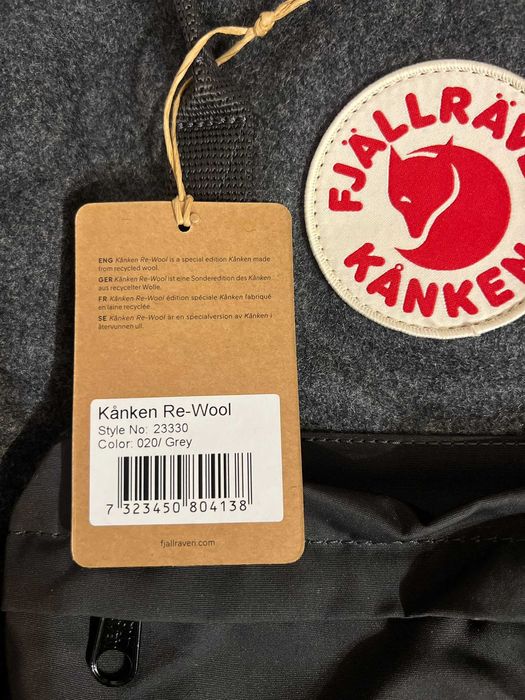 FJÄLLRÄVE
KÅNKEN
ENG Kånken Re-Wool is a special edition Kånken made
from recycled wool.
GER Kånken Re-Wool ist eine Sonderedition des Kånken
aus recycelter Wolle.
FR Kånken Re-Wool édition spéciale Kånken fabriqué
en laine recyclée.
SE Kånken Re-Wool är en specialversion av Kånken i
återvunnen ull.
Kånken Re-Wool
Style No: 23330
Color: 020/ Grey
7 323450 804138
fjallraven.com